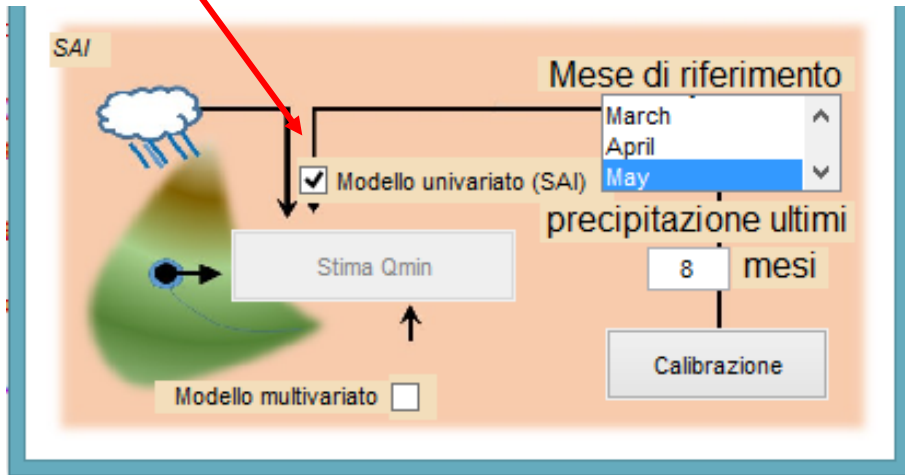 SAI
Mese di riferimento
March
April
May
Modello univariato (SAI)
precipitazione ultimi
8 mesi
Stima Qmin
Calibrazione
Modello multivariato